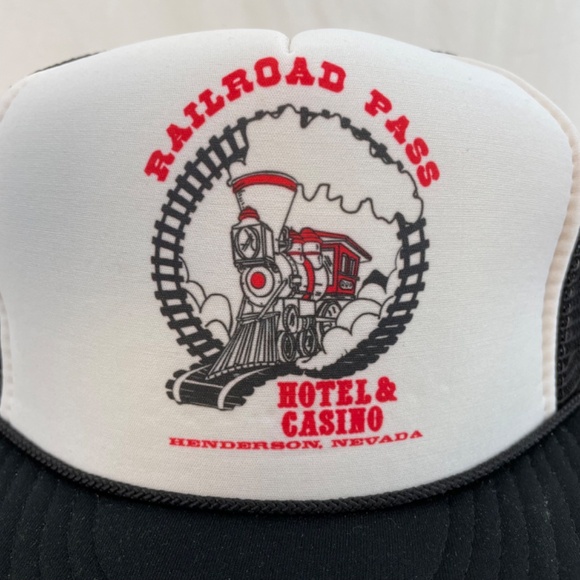 RAILROAD PASS
HOTEL &
CASINO
HENDERSON, NEVADA